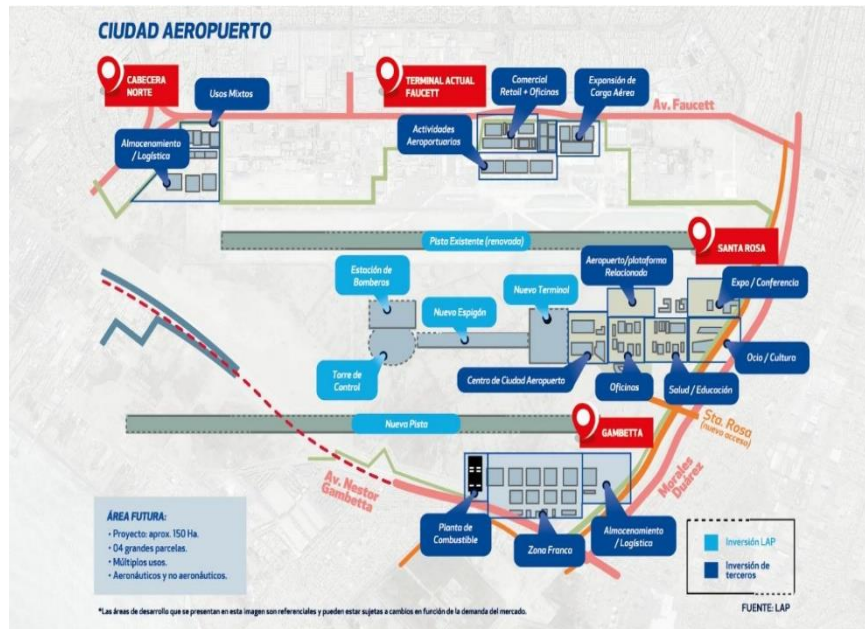 CIUDAD AEROPUERTO
CABECERA
NORTE
Usos Mixtos
Almacenamiento
/ Logística
TERMINAL ACTUAL
FAUCETT
Comercial
Retail + Oficinas
Expansión de
Carga Aérea
Av. Faucett
Actividades
Aeroportuarias
Pista Existente (renovada)
SANTA ROSA
Estación de
Bomberos
Nuevo Espigón
Nuevo Terminal
Aeropuerto/plataforma
Relacionada
Expo / Conferencia
Torre de
Control
Centro de Ciudad Aeropuerto
Oficinas
Salud / Educación
Ocio / Cultura
Nueva Pista
GAMBETTA
Sta. Rosa
(nuevo acceso)
Morales
Duárez
Av. Nestor
Gambetta
Planta de
Combustible
Zona Franca
Almacenamiento
/ Logística
ÁREA FUTURA:
• Proyecto: aprox. 150 Ha.
• 04 grandes parcelas.
• Múltiples usos.
• Aeronáuticos y no aeronáuticos.
Inversión LAP
Inversión de
terceros
*Las áreas de desarrollo que se presentan en esta imagen son referenciales y pueden estar sujetas a cambios en función de la demanda del mercado.
FUENTE: LAP